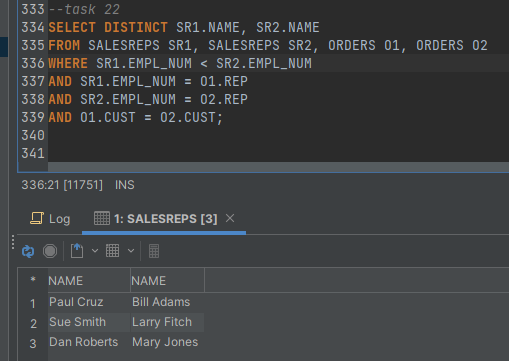 333 --task 22
334 SELECT DISTINCT SR1.NAME, SR2.NAME
335 FROM SALESREPS SR1, SALESREPS SR2, ORDERS O1, ORDERS O2
336 WHERE SR1.EMPL_NUM < SR2.EMPL_NUM
337 AND SR1.EMPL_NUM = O1.REP
338 AND SR2.EMPL_NUM = O2.REP
339 AND O1.CUST = O2.CUST;
340
341
336:21 [11751] INS
Log 1: SALESREPS [3] ×
* NAME NAME
1 Paul Cruz Bill Adams
2 Sue Smith Larry Fitch
3 Dan Roberts Mary Jones